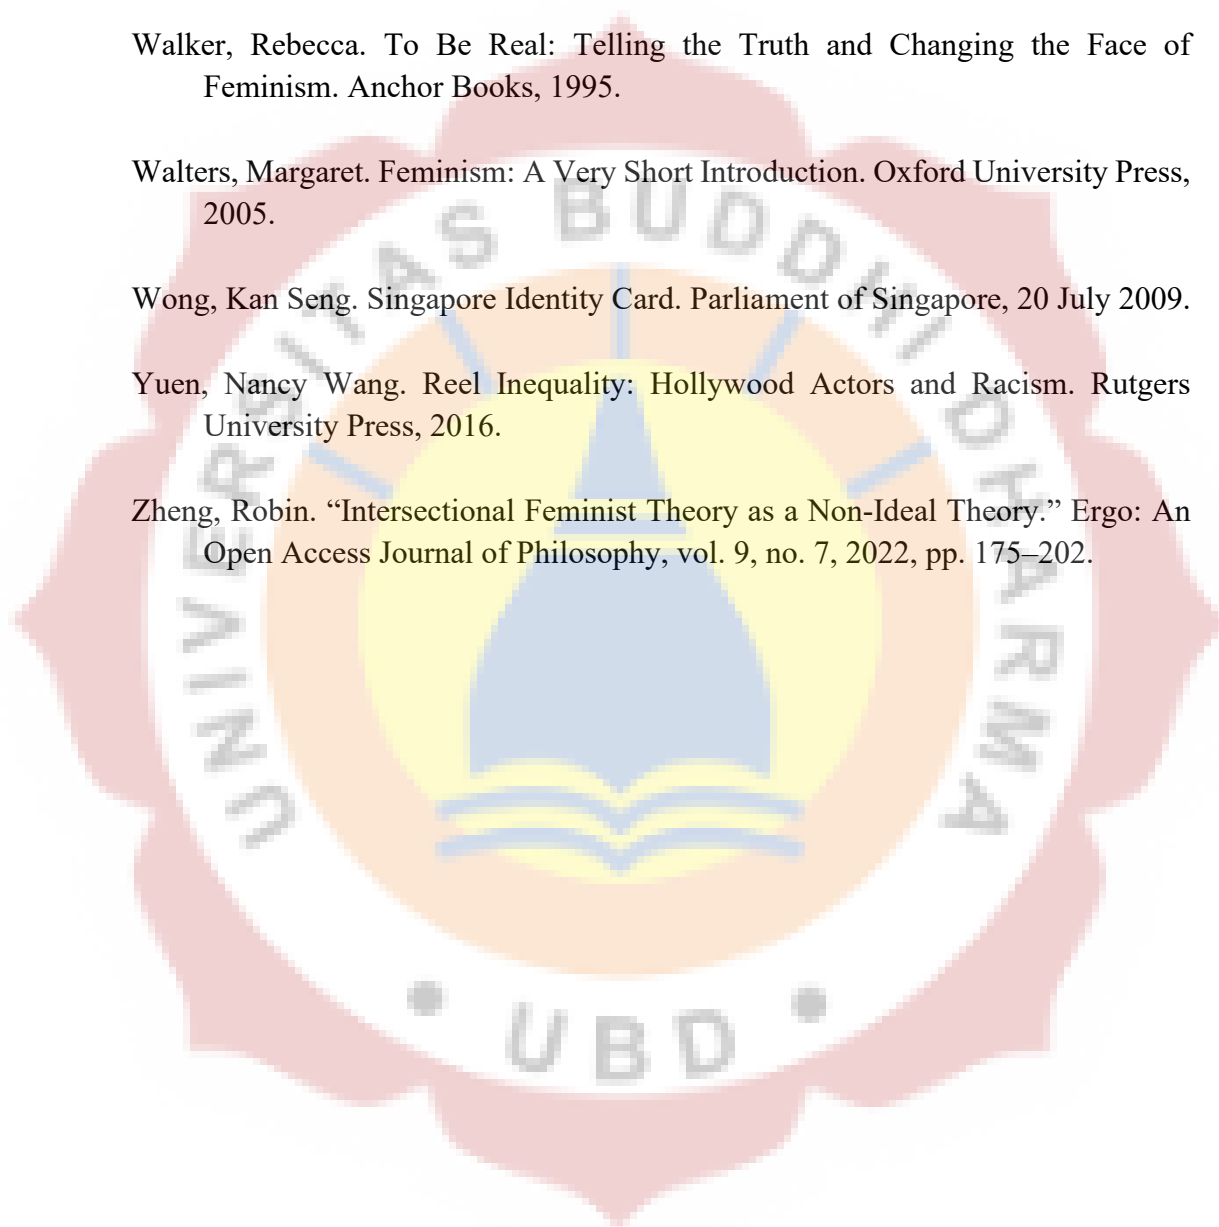 Walker, Rebecca. To Be Real: Telling the Truth and Changing the Face of
Feminism. Anchor Books, 1995.
Walters, Margaret. Feminism: A Very Short Introduction. Oxford University Press,
2005.
Wong, Kan Seng. Singapore Identity Card. Parliament of Singapore, 20 July 2009.
Yuen, Nancy Wang. Reel Inequality: Hollywood Actors and Racism. Rutgers
University Press, 2016.
Zheng, Robin. “Intersectional Feminist Theory as a Non-Ideal Theory.” Ergo: An
Open Access Journal of Philosophy, vol. 9, no. 7, 2022, pp. 175–202.
UNIVERSITAS BUDDHI DHARMA
• UBD •